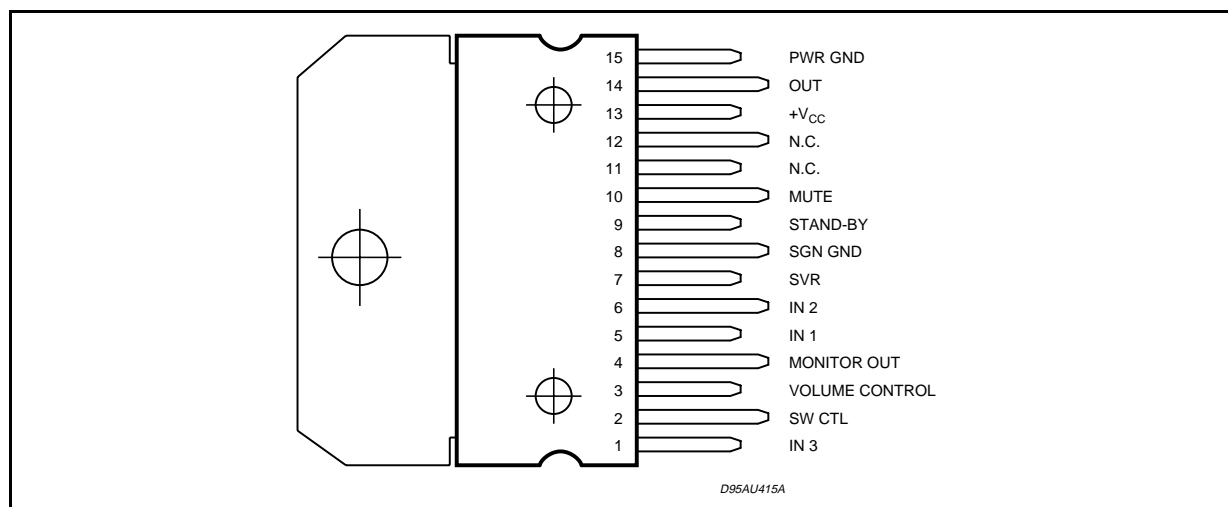 15 PWR GND
14 OUT
13 +VCC
12 N.C.
11 N.C.
10 MUTE
9 STAND-BY
8 SGN GND
7 SVR
6 IN 2
5 IN 1
4 MONITOR OUT
3 VOLUME CONTROL
2 SW CTL
1 IN 3
D95AU415A